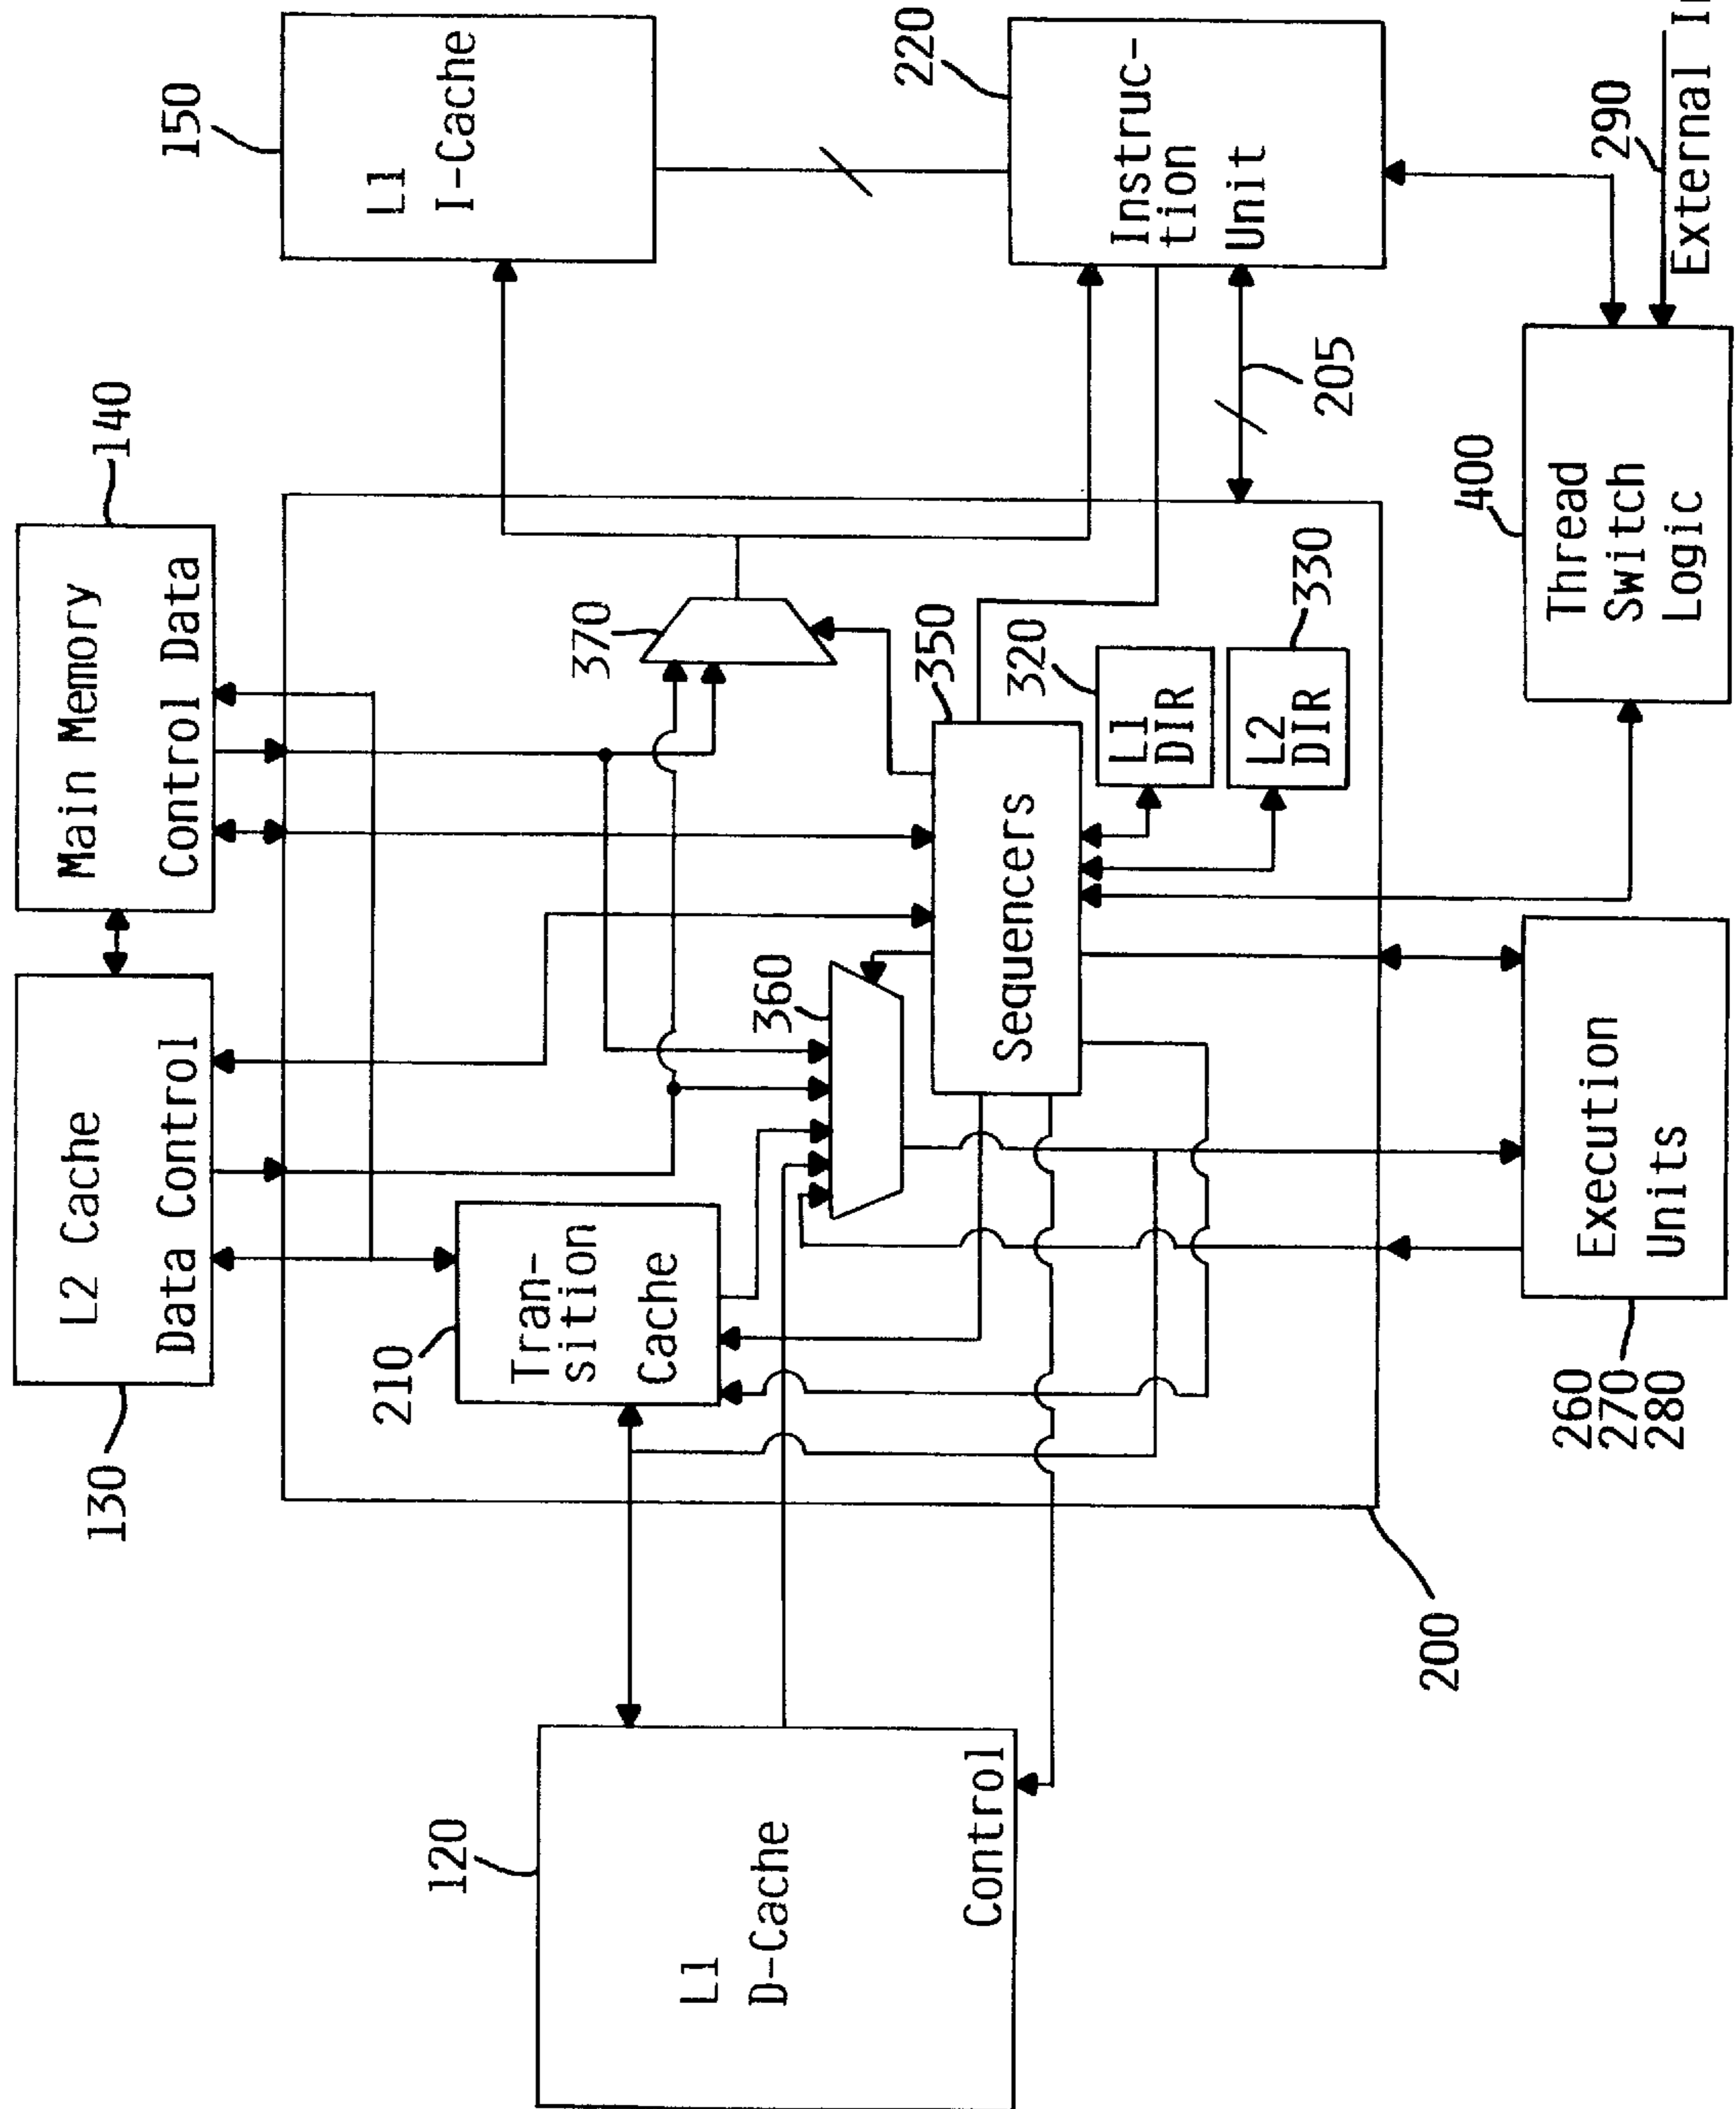 130
L2 Cache
Data Control
140
Main Memory
Control Data
150
L1
I-Cache
210
Tran-
sition
Cache
370
360
120
L1
D-Cache
Control
350
Sequencers
320
L1
DIR
330
L2
DIR
220
Instruc-
tion
Unit
205
200
260
270
280
Execution
Units
400
Thread
Switch
Logic
290
External